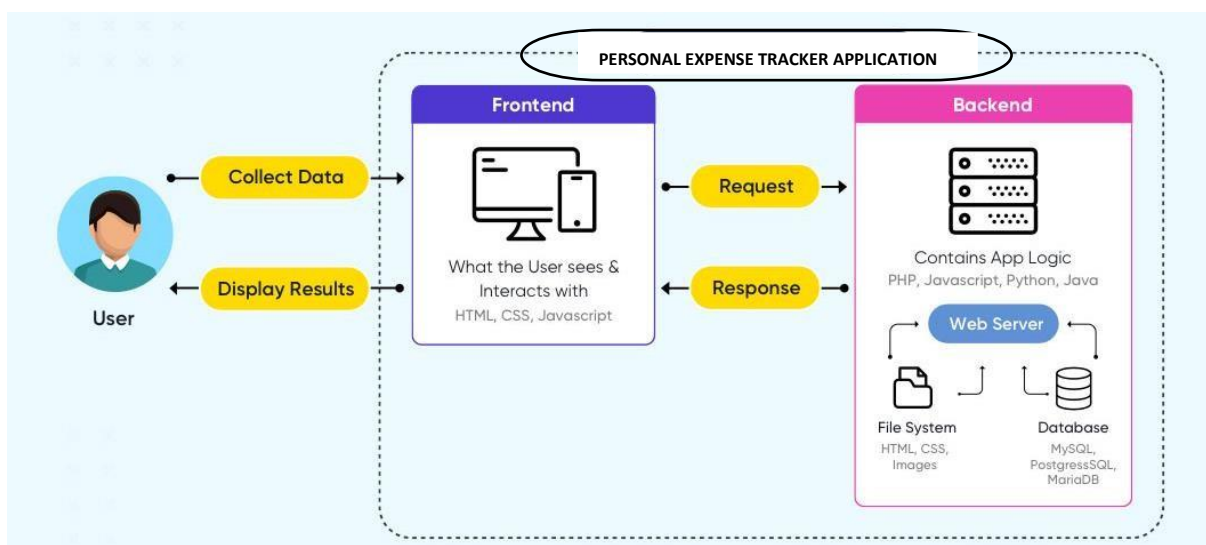 PERSONAL EXPENSE TRACKER APPLICATION
Frontend
Backend
Collect Data
Request
What the User sees &
Interacts with
HTML, CSS, Javascript
Contains App Logic
PHP, Javascript, Python, Java
Display Results
Response
User
Web Server
File System
HTML, CSS,
Images
Database
MySQL,
PostgressSQL,
MariaDB